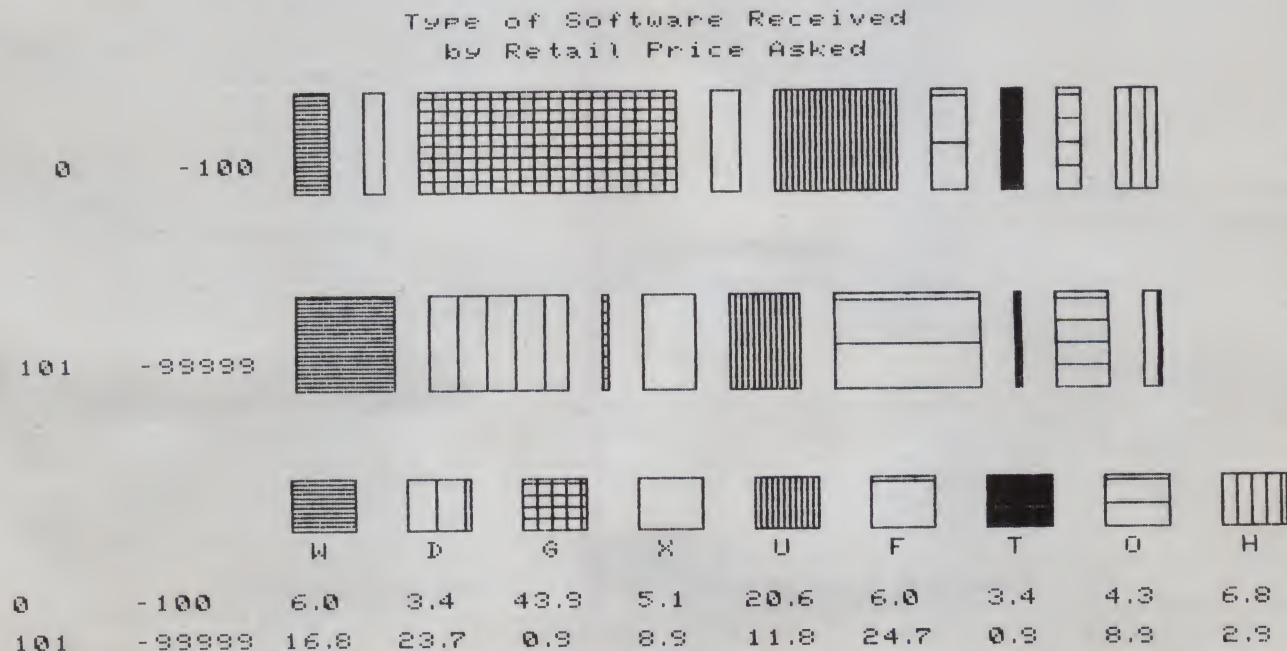 Type of Software Received
by Retail Price Asked
0 -100
101 -99999
W D G X U F T O H
0 -100 6.0 3.4 43.9 5.1 20.6 6.0 3.4 4.3 6.8
101 -99999 16.8 23.7 0.9 8.9 11.8 24.7 0.9 8.9 2.9